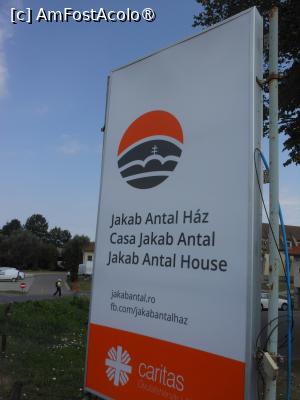 [c] AmFostAcolo®
Jakab Antal Ház
Casa Jakab Antal
Jakab Antal House
jakabantal.ro
fb.com/jakabantalhaz
caritas